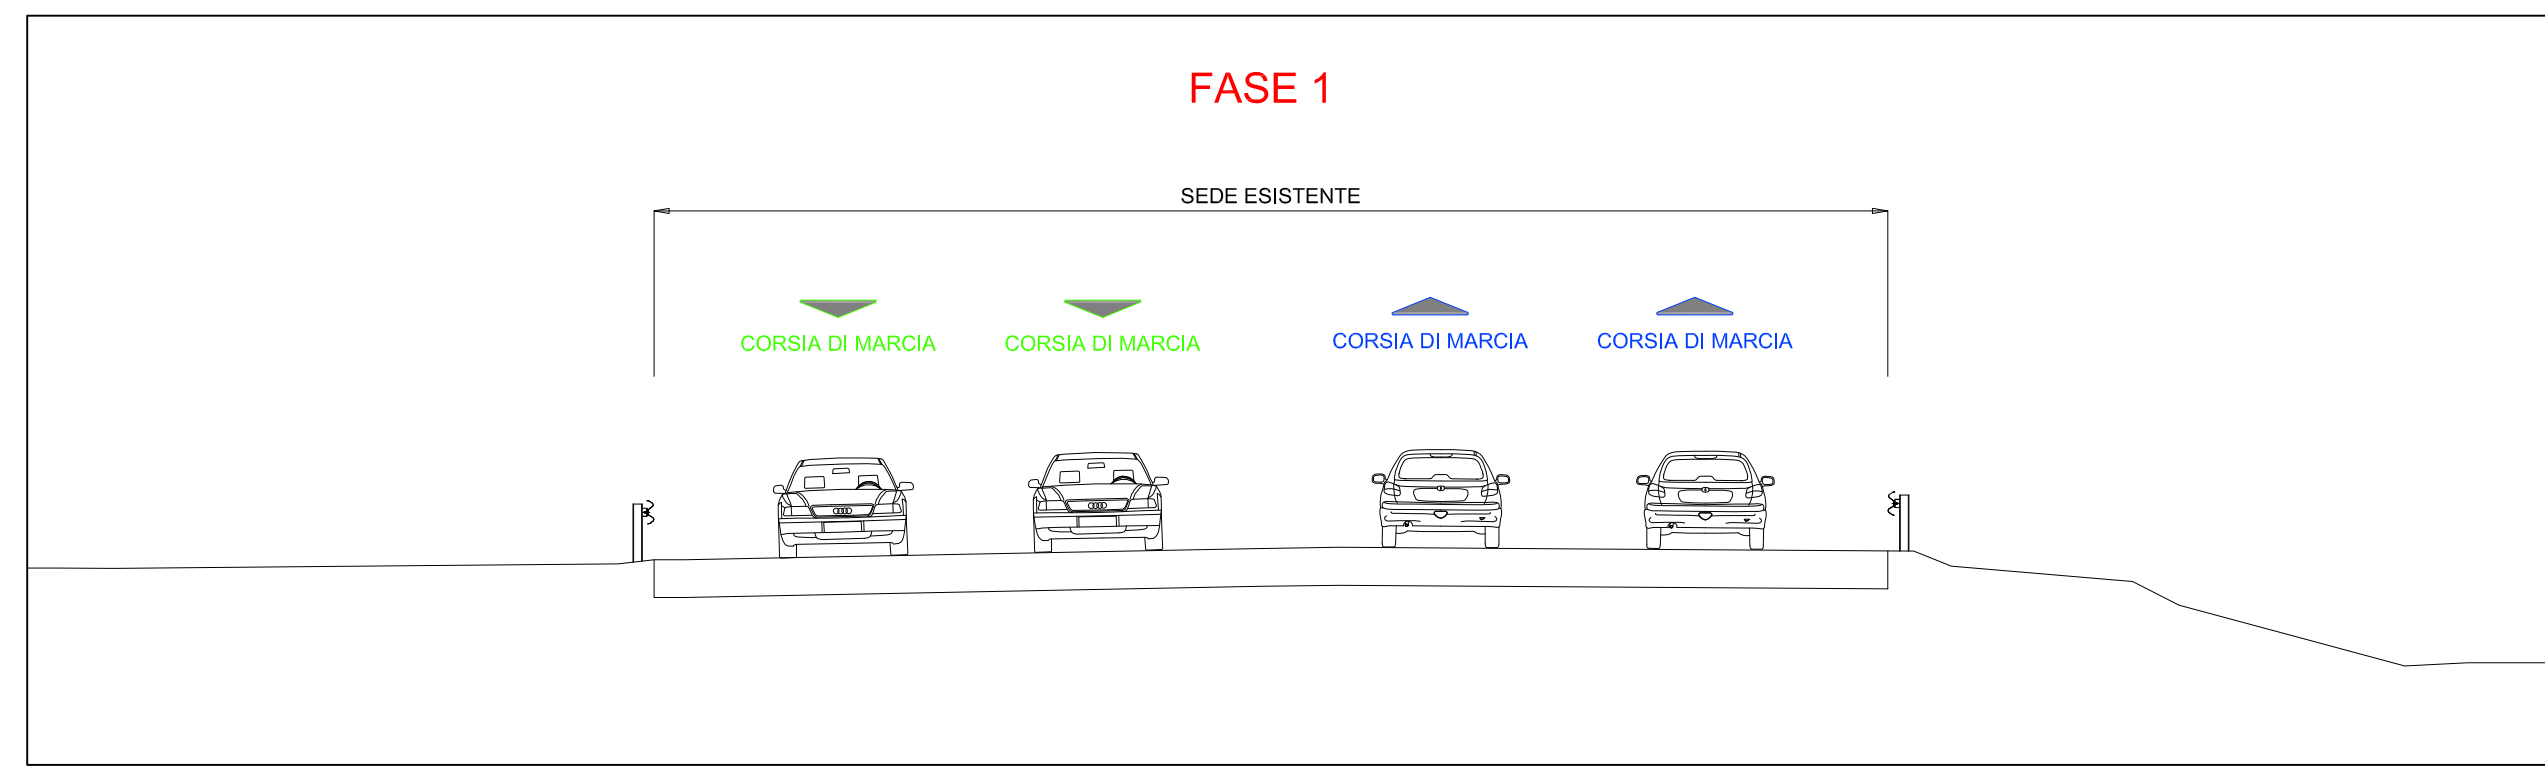 FASE 1
SEDE ESISTENTE
CORSIA DI MARCIA CORSIA DI MARCIA CORSIA DI MARCIA CORSIA DI MARCIA